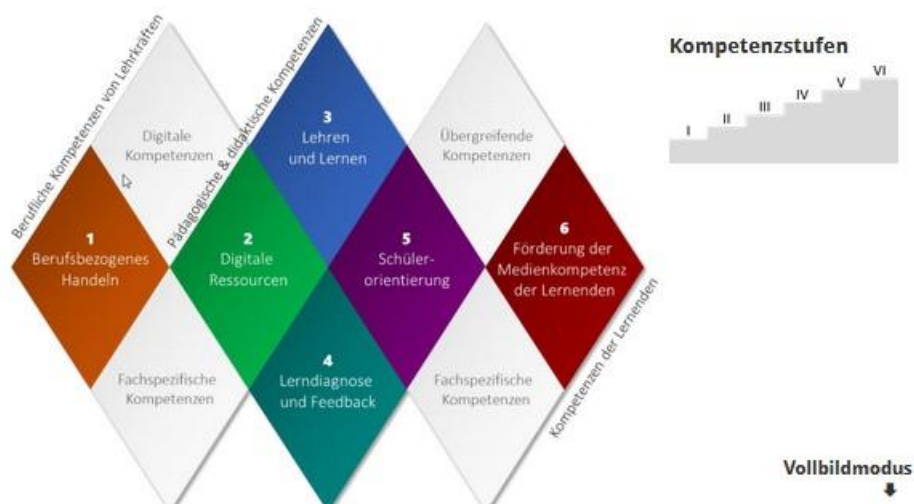 Berufliche Kompetenzen von Lehrkräften
Pädagogische & didaktische Kompetenzen
Digitale
Kompetenzen
3
Lehren
und Lernen
Übergreifende
Kompetenzen
1
Berufsbezogenes
Handeln
2
Digitale
Ressourcen
5
Schüler-
orientierung
6
Förderung der
Medienkompetenz
der Lernenden
Fachspezifische
Kompetenzen
4
Lerndiagnose
und Feedback
Fachspezifische
Kompetenzen
Kompetenzen der Lernenden
Kompetenzstufen
I
II
III
IV
V
VI
Vollbildmodus